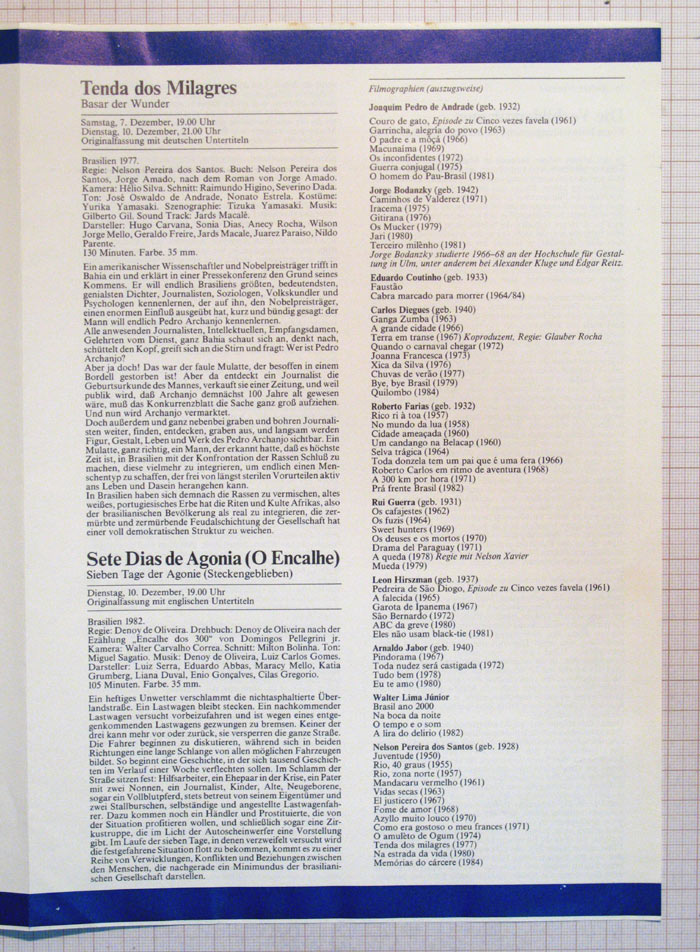 Tenda dos Milagres
Basar der Wunder
Samstag, 7. Dezember, 19.00 Uhr
Dienstag, 10. Dezember, 21.00 Uhr
Originalfassung mit deutschen Untertiteln
Brasilien 1977.
Regie: Nelson Pereira dos Santos. Buch: Nelson Pereira dos
Santos, Jorge Amado, nach dem Roman von Jorge Amado.
Kamera: Hélio Silva. Schnitt: Raimundo Higino, Severino Dada.
Ton: José Oswaldo de Andrade, Nonato Estrela. Kostüme:
Yurika Yamasaki. Szenographie: Tizuka Yamasaki. Musik:
Gilberto Gil. Sound Track: Jards Macalé.
Darsteller: Hugo Carvana, Sonia Dias, Anecy Rocha, Wilson
Jorge Mello, Geraldo Freire, Jards Macale, Juarez Paraiso, Nildo
Parente.
130 Minuten. Farbe. 35 mm.
Ein amerikanischer Wissenschaftler und Nobelpreisträger trifft in
Bahia ein und erklärt in einer Pressekonferenz den Grund seines
Kommens. Er will endlich Brasiliens größten, bedeutendsten,
genialsten Dichter, Journalisten, Soziologen, Volkskundler und
Psychologen kennenlernen, der auf ihn, den Nobelpreisträger,
einen enormen Einfluß ausgeübt hat, kurz und bündig gesagt: der
Mann will endlich Pedro Archanjo kennenlernen.
Alle anwesenden Jornalisten, Intellektuellen, Empfangsdamen,
Gelehrten vom Dienst, ganz Bahia schaut sich an, denkt nach,
schüttelt den Kopf, greift sich an die Stirn und fragt: Wer ist Pedro
Archanjo?
Aber ja doch! Das war der faule Mulatte, der besoffen in einem
Bordell gestorben ist! Aber da entdeckt ein Journalist die
Geburtsurkunde des Mannes, verkauft sie einer Zeitung, und weil
publik wird, daß Archanjo demnächst 100 Jahre alt gewesen
wäre, muß das Konkurrenzblatt die Sache ganz groß aufziehen.
Und nun wird Archanjo vermarktet.
Doch außerdem und ganz nebenbei graben und bohren Journali-
sten weiter, finden, entdecken, graben aus, und langsam werden
Figur, Gestalt, Leben und Werk des Pedro Archanjo sichtbar. Ein
Mulatte, ganz richtig, ein Mann, der erkannt hatte, daß es höchste
Zeit ist, in Brasilien mit der Konfrontation der Rassen Schluß zu
machen, diese vielmehr zu integrieren, um endlich einen Men-
schentyp zu schaffen, der frei von längst sterilen Vorurteilen aktiv
ans Leben und Dasein herangehen kann.
In Brasilien haben sich demnach die Rassen zu vermischen, altes
weißes, portugiesisches Erbe hat die Riten und Kulte Afrikas, also
der brasilianischen Bevölkerung als real zu integrieren, die zer-
mürbte und zermürbende Feudalschichtung der Gesellschaft hat
einer voll demokratischen Struktur zu weichen.
Sete Dias de Agonia (O Encalhe)
Sieben Tage der Agonie (Steckengeblieben)
Dienstag, 10. Dezember, 19.00 Uhr
Originalfassung mit englischen Untertiteln
Brasilien 1982.
Regie: Denoy de Oliveira. Drehbuch: Denoy de Oliveira nach der
Erzählung „Encalhe dos 300“ von Domingos Pellegrini jr.
Kamera: Walter Carvalho Correa. Schnitt: Milton Bolinha. Ton:
Miguel Sagatio. Musik: Denoy de Oliveira, Luiz Carlos Gomes.
Darsteller: Luiz Serra, Eduardo Abbas, Maracy Mello, Katia
Grumberg, Liana Duval, Enio Gonçalves, Cilas Gregorio.
105 Minuten. Farbe. 35 mm.
Ein heftiges Unwetter verschlammt die nichtasphaltierte Über-
landstraße. Ein Lastwagen bleibt stecken. Ein nachkommender
Lastwagen versucht vorbeizufahren und ist wegen eines entge-
genkommenden Lastwagens gezwungen zu bremsen. Keiner der
drei kann mehr vor oder zurück, sie versperren die ganze Straße.
Die Fahrer beginnen zu diskutieren, während sich in beiden
Richtungen eine lange Schlange von allen möglichen Fahrzeugen
bildet. So beginnt eine Geschichte, in der sich tausend Geschich-
ten im Verlauf einer Woche verflechten sollen. Im Schlamm der
Straße sitzen fest: Hilfsarbeiter, ein Ehepaar in der Krise, ein Pater
mit zwei Nonnen, ein Journalist, Kinder, Alte, Neugeborene,
sogar ein Vollblutpferd, stets betreut von seinem Eigentümer und
zwei Stallburschen, selbständige und angestellte Lastwagenfah-
rer. Dazu kommen noch ein Händler und Prostituierte, die von
der Situation profitieren wollen, und schließlich sogar eine Zir-
kustruppe, die im Licht der Autoscheinwerfer eine Vorstellung
gibt. Im Laufe der sieben Tage, in denen verzweifelt versucht wird
die festgefahrene Situation flott zu bekommen, kommt es zu einer
Reihe von Verwicklungen, Konflikten und Beziehungen zwischen
den Menschen, die nachgerade ein Minimundus der brasiliani-
schen Gesellschaft darstellen.
Filmographien (auszugsweise)
Joaquim Pedro de Andrade (geb. 1932)
Couro de gato, Episode zu Cinco vezes favela (1961)
Garrincha, alegria do povo (1963)
O padre e a môça (1966)
Macunaima (1969)
Os inconfidentes (1972)
Guerra conjugal (1975)
O homem do Pau-Brasil (1981)
Jorge Bodanzky (geb. 1942)
Caminhos de Valderez (1971)
Iracema (1975)
Gitirana (1976)
Os Mucker (1979)
Jari (1980)
Terceiro milênho (1981)
Jorge Bodanzky studierte 1966–68 an der Hochschule für Gestal-
tung in Ulm, unter anderem bei Alexander Kluge und Edgar Reitz.
Eduardo Coutinho (geb. 1933)
Faustão
Cabra marcado para morrer (1964/84)
Carlos Diegues (geb. 1940)
Ganga Zumba (1963)
A grande cidade (1966)
Terra em transe (1967) Koproduzent, Regie: Glauber Rocha
Quando o carnaval chegar (1972)
Joanna Francesca (1973)
Xica da Silva (1976)
Chuvas de verão (1977)
Bye, bye Brasil (1979)
Quilombo (1984)
Roberto Farias (geb. 1932)
Rico ri à toa (1957)
No mundo da lua (1958)
Cidade ameaçada (1960)
Um candango na Belacap (1960)
Selva trágica (1964)
Toda donzela tem um pai que é uma fera (1966)
Roberto Carlos em ritmo de aventura (1968)
A 300 km por hora (1971)
Prá frente Brasil (1982)
Rui Guerra (geb. 1931)
Os cafajestes (1962)
Os fuzis (1964)
Sweet hunters (1969)
Os deuses e os mortos (1970)
Drama del Paraguay (1971)
A queda (1978) Regie mit Nelson Xavier
Mueda (1979)
Leon Hirszman (geb. 1937)
Pedreira de São Diogo, Episode zu Cinco vezes favela (1961)
A falecida (1965)
Garota de Ipanema (1967)
São Bernardo (1972)
ABC da greve (1980)
Eles não usam black-tie (1981)
Arnaldo Jabor (geb. 1940)
Pindorama (1967)
Toda nudez será castigada (1972)
Tudo bem (1978)
Eu te amo (1980)
Walter Lima Júnior
Brasil ano 2000
Na boca da noite
O tempo e o som
A lira do delírio (1982)
Nelson Pereira dos Santos (geb. 1928)
Juventude (1950)
Rio, 40 graus (1955)
Rio, zona norte (1957)
Mandacaru vermelho (1961)
Vidas secas (1963)
El justicero (1967)
Fome de amor (1968)
Azyllo muito louco (1970)
Como era gostoso o meu frances (1971)
O amulêto de Ogum (1974)
Tenda dos milagres (1977)
Na estrada da vida (1980)
Memórias do cárcere (1984)